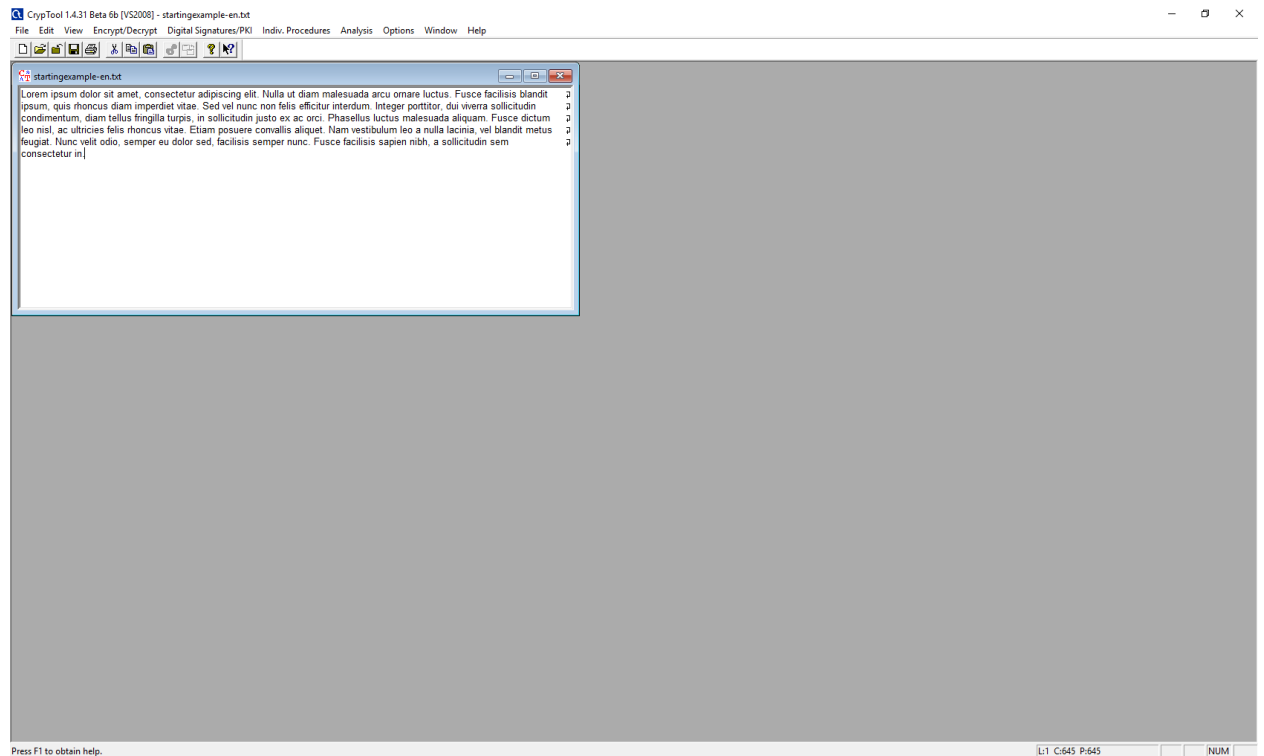 CrypTool 1.4.31 Beta 6b [VS2008] - startingexample-en.txt
File Edit View Encrypt/Decrypt Digital Signatures/PKI Indiv. Procedures Analysis Options Window Help
startingexample-en.txt
Lorem ipsum dolor sit amet, consectetur adipiscing elit. Nulla ut diam malesuada arcu ornare luctus. Fusce facilisis blandit
ipsum, quis rhoncus diam imperdiet vitae. Sed vel nunc non felis efficitur interdum. Integer porttitor, dui viverra sollicitudin
condimentum, diam tellus fringilla turpis, in sollicitudin justo ex ac orci. Phasellus luctus malesuada aliquam. Fusce dictum
leo nisl, ac ultricies felis rhoncus vitae. Etiam posuere convallis aliquet. Nam vestibulum leo a nulla lacinia, vel blandit metus
feugiat. Nunc velit odio, semper eu dolor sed, facilisis semper nunc. Fusce facilisis sapien nibh, a sollicitudin sem
consectetur in.
Press F1 to obtain help. L:1 C:645 P:645 NUM